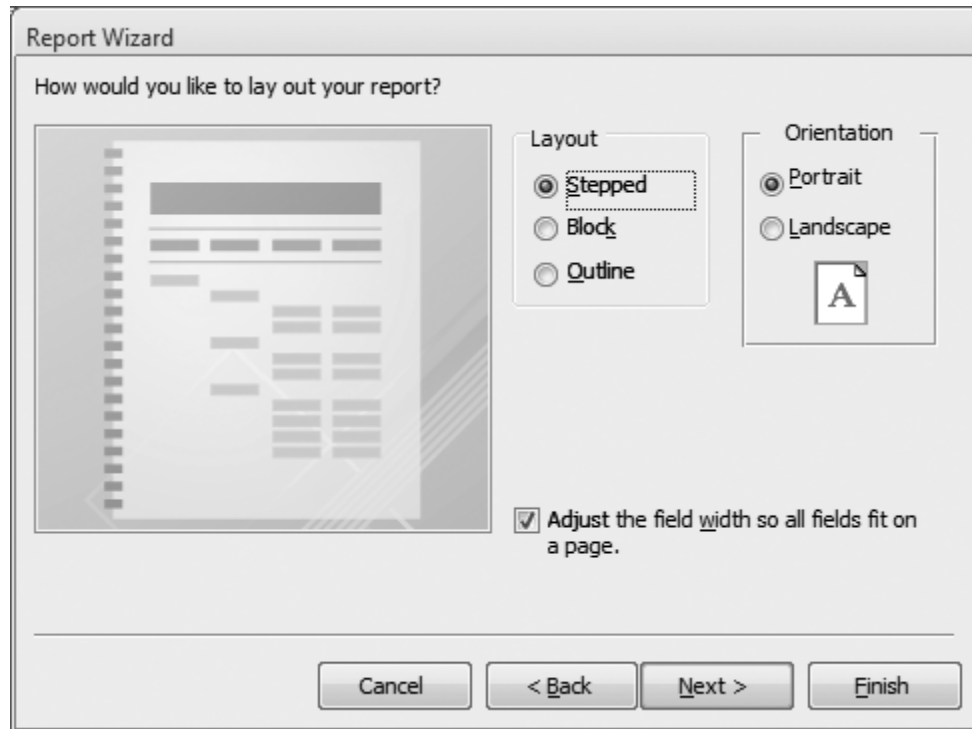 Report Wizard
How would you like to lay out your report?
Layout
Stepped
Block
Outline
Orientation
Portrait
Landscape
A
Adjust the field width so all fields fit on
a page.
Cancel
< Back
Next >
Finish